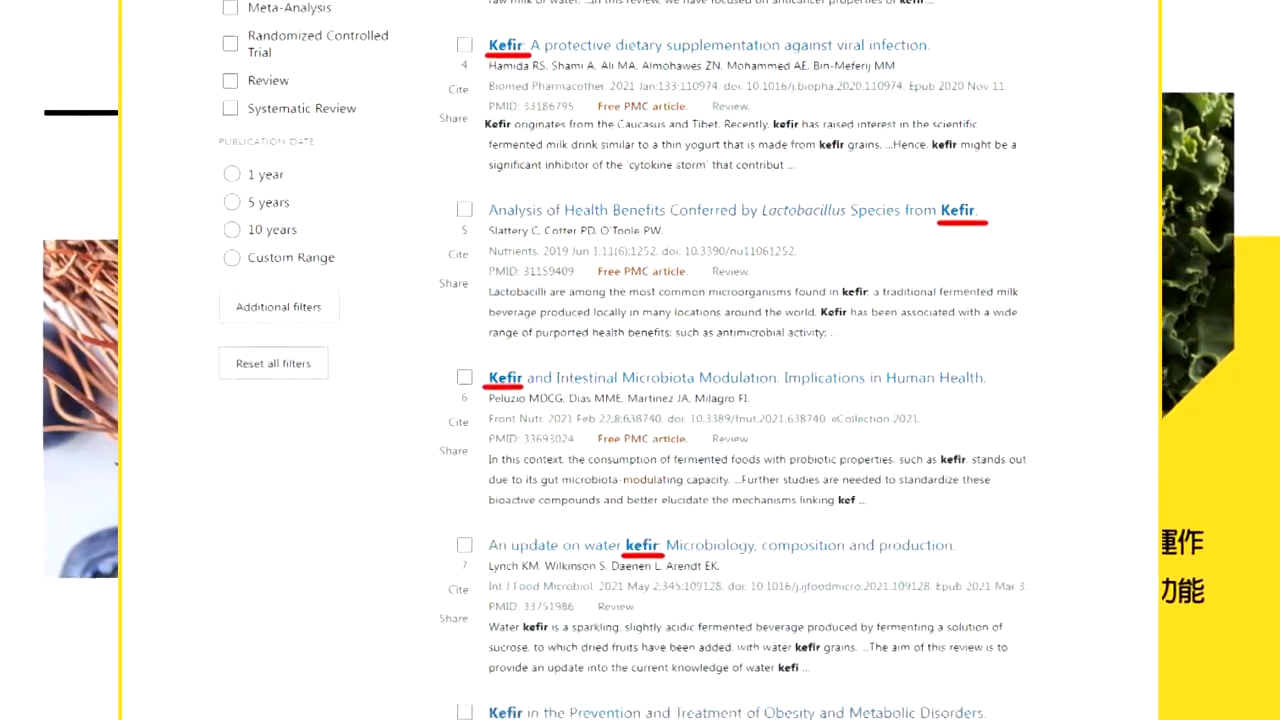 Meta-Analysis
Randomized Controlled
Trial
Review
Systematic Review
PUBLICATION DATE
1 year
5 years
10 years
Custom Range
Additional filters
Reset all filters
Kefir: A protective dietary supplementation against viral infection.
4
Hamida RS, Shami A, Ali MA, Almohawes ZN, Mohammed AE, Bin-Meferij MM
Cite
Biomed Pharmacother. 2021 Jan;133:110974. doi: 10.1016/j.biopha.2020.110974. Epub 2020 Nov 11.
PMID: 33186795 Free PMC article. Review.
Share
Kefir originates from the Caucasus and Tibet. Recently, kefir has raised interest in the scientific
fermented milk drink similar to a thin yogurt that is made from kefir grains. ...Hence, kefir might be a
significant inhibitor of the 'cytokine storm' that contribut ...
Analysis of Health Benefits Conferred by Lactobacillus Species from Kefir.
5
Slattery C, Cotter PD, O'Toole PW.
Cite
Nutrients. 2019 Jun 1;11(6):1252. doi: 10.3390/nu11061252.
PMID: 31159409 Free PMC article. Review.
Share
Lactobacilli are among the most common microorganisms found in kefir; a traditional fermented milk
beverage produced locally in many locations around the world. Kefir has been associated with a wide
range of purported health benefits; such as antimicrobial activity; ...
Kefir and Intestinal Microbiota Modulation: Implications in Human Health.
6
Peluzio MDCG, Dias MME, Martinez JA, Milagro FI.
Cite
Front Nutr. 2021 Feb 22;8:638740. doi: 10.3389/fnut.2021.638740. eCollection 2021.
PMID: 33693024 Free PMC article. Review.
Share
In this context, the consumption of fermented foods with probiotic properties, such as kefir, stands out
due to its gut microbiota-modulating capacity. ...Further studies are needed to standardize these
bioactive compounds and better elucidate the mechanisms linking kef ...
An update on water kefir: Microbiology, composition and production.
7
Lynch KM, Wilkinson S, Daenen L, Arendt EK.
Cite
Int J Food Microbiol. 2021 May 2;345:109128. doi: 10.1016/j.ijfoodmicro.2021.109128. Epub 2021 Mar 3.
PMID: 33751986 Review.
Share
Water kefir is a sparkling, slightly acidic fermented beverage produced by fermenting a solution of
sucrose, to which dried fruits have been added, with water kefir grains. ...The aim of this review is to
provide an update into the current knowledge of water kefi ...
Kefir in the Prevention and Treatment of Obesity and Metabolic Disorders.
運作
功能